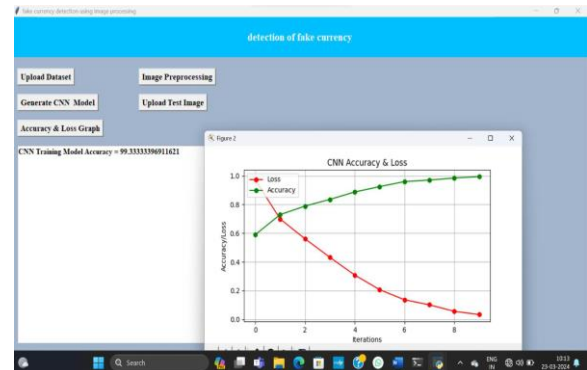 fake currency detection using image processing
detection of fake currency
Upload Dataset
Image Preprocessing
Generate CNN Model
Upload Test Image
Accuracy & Loss Graph
CNN Training Model Accuracy = 99.33333396911621
Figure 2
CNN Accuracy & Loss
Loss
Accuracy
1.0
0.8
0.6
0.4
0.2
0.0
Accuracy/Loss
0 2 4 6 8
Iterations
Search
ENG
IN
10:13
23-03-2024